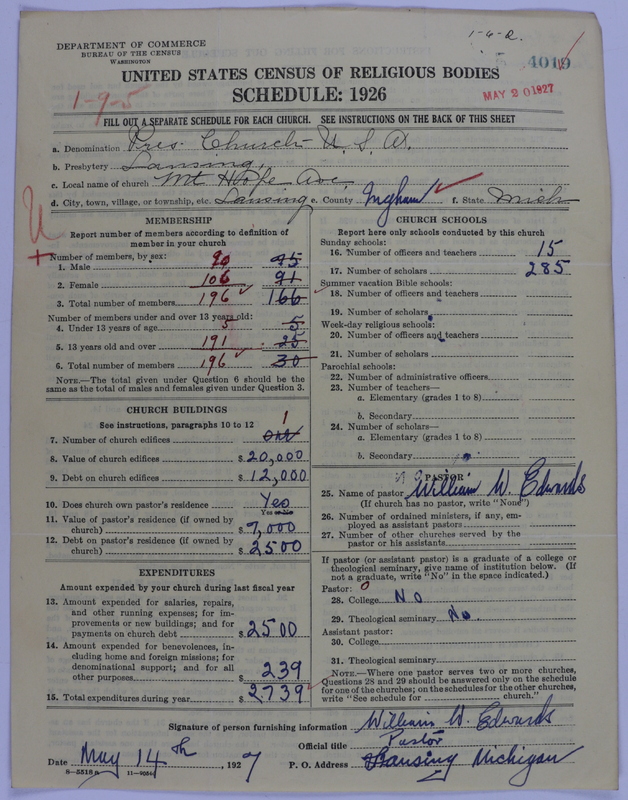 1-6-2.
DEPARTMENT OF COMMERCE
BUREAU OF THE CENSUS
WASHINGTON
4019
UNITED STATES CENSUS OF RELIGIOUS BODIES
SCHEDULE: 1926
1-9-5
MAY 20 1927
FILL OUT A SEPARATE SCHEDULE FOR EACH CHURCH. SEE INSTRUCTIONS ON THE BACK OF THIS SHEET
a. Denomination Pres. Church U.S.A.
b. Presbytery Lansing,
c. Local name of church Mt Hope Ave,
d. City, town, village, or township, etc. Lansing e. County Ingham f. State Mich
MEMBERSHIP
Report number of members according to definition of member in your church
Number of members, by sex:
1. Male 90 75
2. Female 106 91
3. Total number of members 196 166
Number of members under and over 13 years old:
4. Under 13 years of age 5 5
5. 13 years old and over 191 25
6. Total number of members 196 30
NOTE.—The total given under Question 6 should be
same as the total of males and females given under Question 3.
CHURCH BUILDINGS
See instructions, paragraphs 10 to 12
1
7. Number of church edifices one
8. Value of church edifices $ 20,000
9. Debt on church edifices $ 12,000
10. Does church own pastor's residence Yes
Yes or No
11. Value of pastor's residence (if owned by
church) $ 7,000
12. Debt on pastor's residence (if owned by
church) $ 2500
EXPENDITURES
Amount expended by your church during last fiscal year
13. Amount expended for salaries, repairs,
and other running expenses; for im-
provements or new buildings; and for
payments on church debt $ 2500
14. Amount expended for benevolences, in-
cluding home and foreign missions; for
denominational support; and for all
other purposes $ 239
15. Total expenditures during year $ 2739
CHURCH SCHOOLS
Report here only schools conducted by this church
Sunday schools:
16. Number of officers and teachers 15
17. Number of scholars 285
Summer vacation Bible schools:
18. Number of officers and teachers
19. Number of scholars
Week-day religious schools:
20. Number of officers and teachers
21. Number of scholars
Parochial schools:
22. Number of administrative officers
23. Number of teachers—
a. Elementary (grades 1 to 8)
b. Secondary
24. Number of scholars—
a. Elementary (grades 1 to 8)
b. Secondary
PASTOR
25. Name of pastor William W. Edwards
(If church has no pastor, write "None")
26. Number of ordained ministers, if any, em-
ployed as assistant pastors
27. Number of other churches served by the
pastor or his assistants
If pastor (or assistant pastor) is a graduate of a college or
theological seminary, give name of institution below. (If
not a graduate, write "No" in the space indicated.)
Pastor: 0
28. College No
29. Theological seminary No.
Assistant pastor:
30. College
31. Theological seminary
NOTE.—Where one pastor serves two or more churches,
Questions 28 and 29 should be answered only on the schedule
for one of the churches; on the schedules for the other churches,
write "See schedule for church."
Signature of person furnishing information William W. Edwards
Official title Pastor
Date May 14th, 1927 P. O. Address Lansing Michigan
8-5518 a